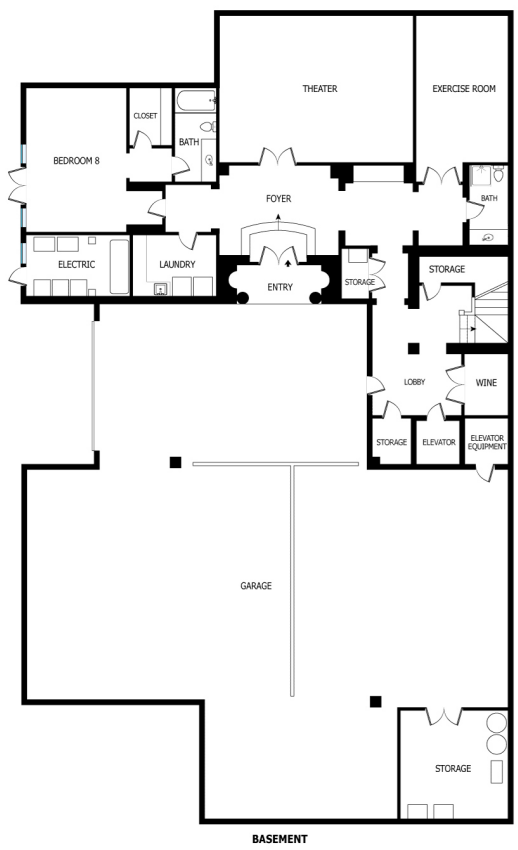 THEATER
EXERCISE ROOM
CLOSET
BATH
BEDROOM 8
FOYER
BATH
ELECTRIC
LAUNDRY
ENTRY
STORAGE
STORAGE
LOBBY
WINE
STORAGE
ELEVATOR
ELEVATOR
EQUIPMENT
GARAGE
STORAGE
BASEMENT